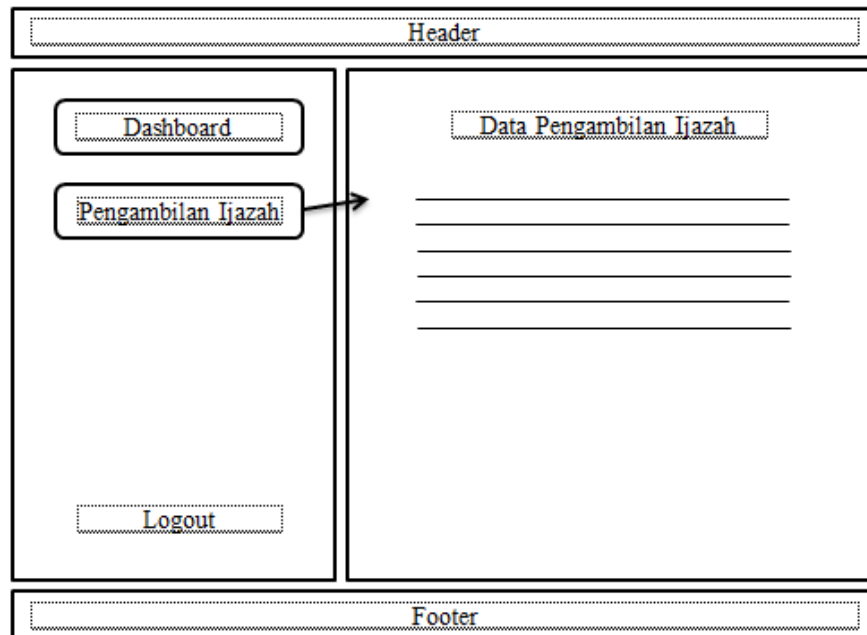 Header
Dashboard
Data Pengambilan Ijazah
Pengambilan Ijazah
Logout
Footer